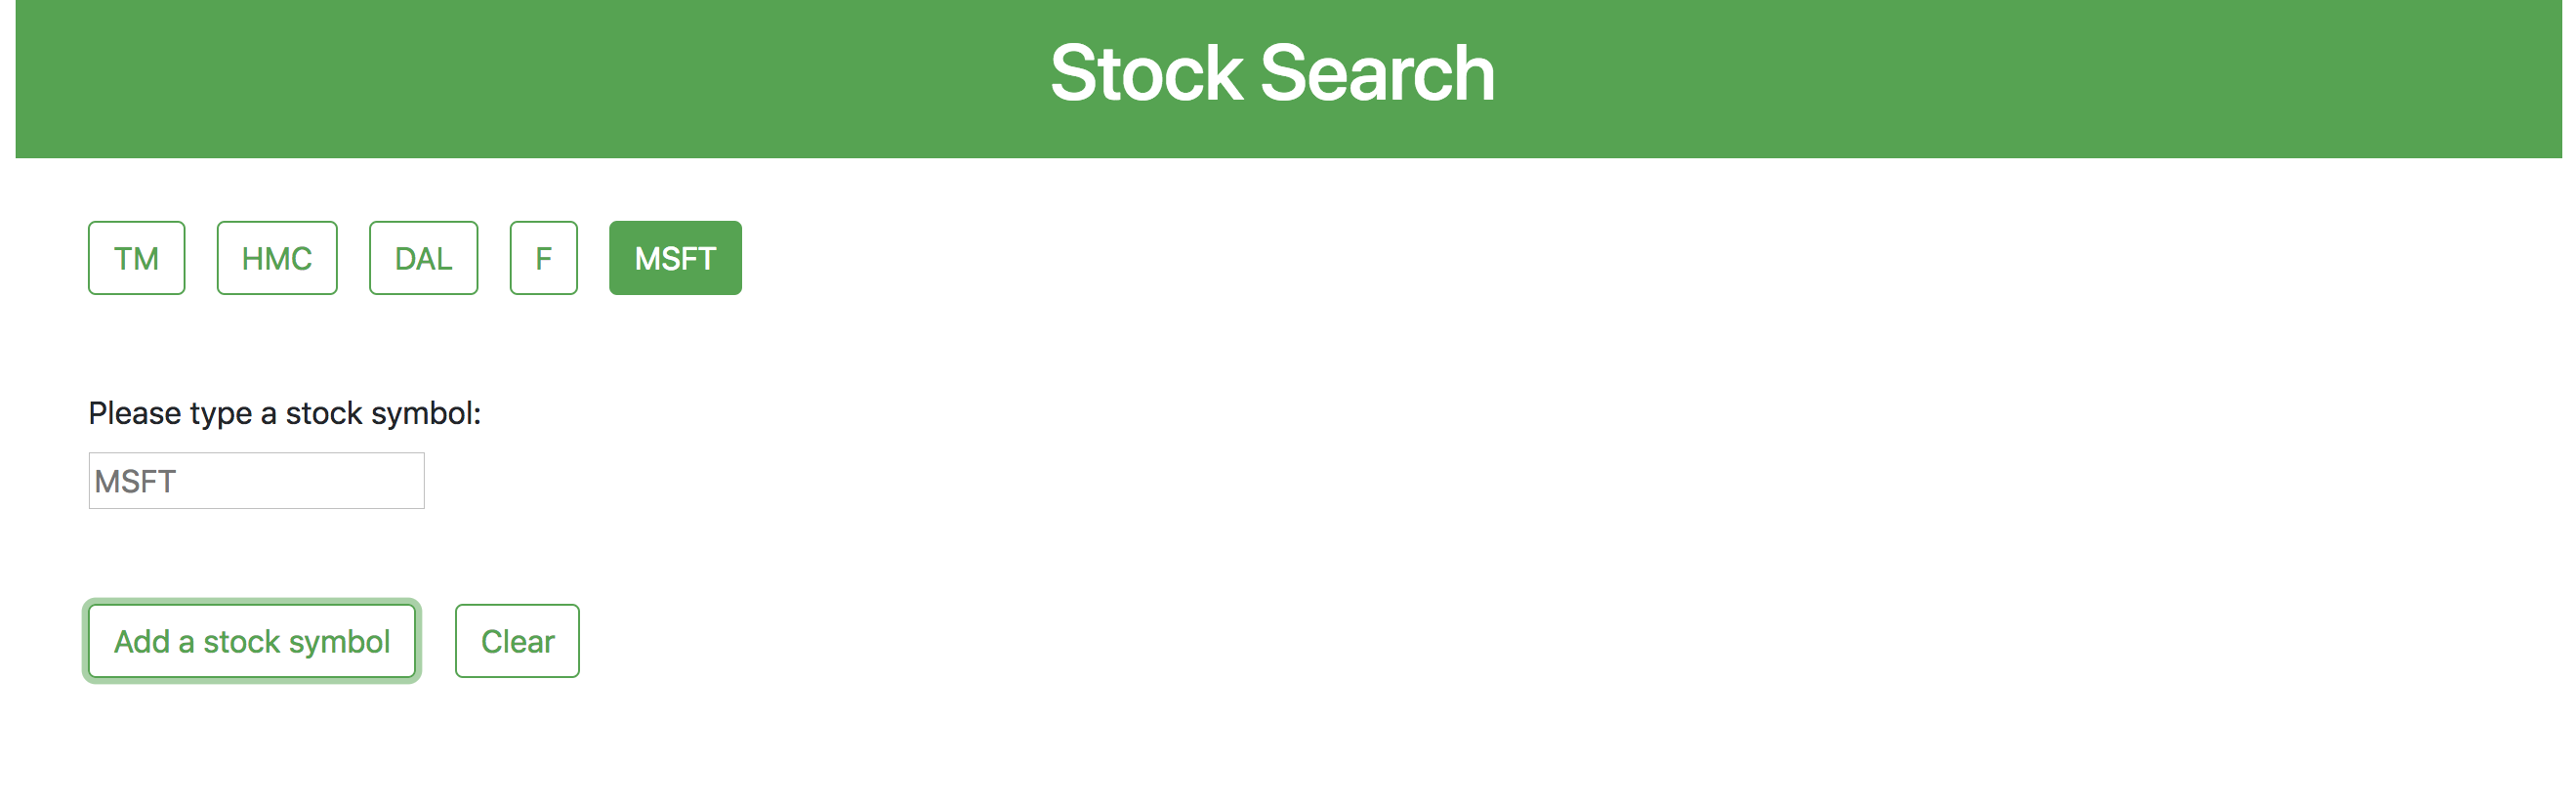 Stock Search
TM HMC DAL F MSFT
Please type a stock symbol:
MSFT
Add a stock symbol Clear